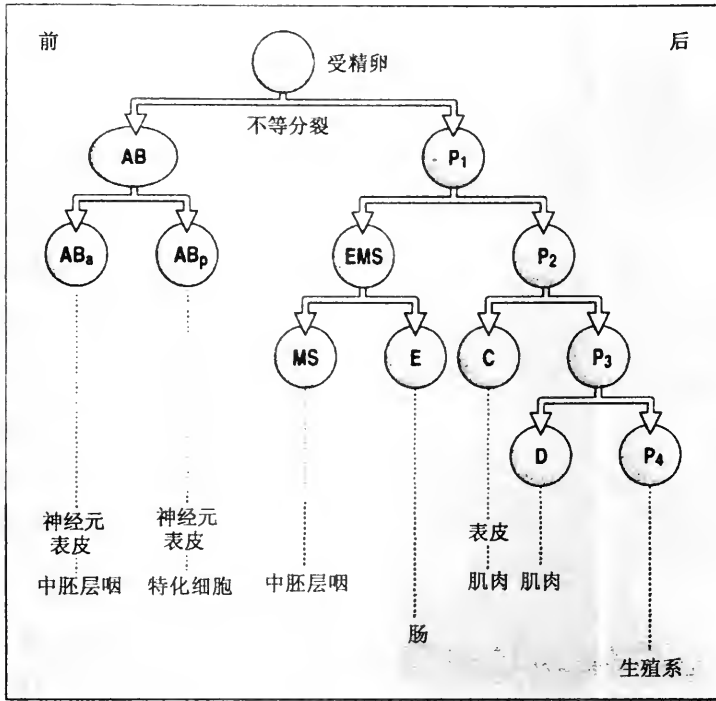 前
后
受精卵
不等分裂
AB
P₁
ABₐ
ABₚ
EMS
P₂
MS
E
C
P₃
D
P₄
神经元
表皮
中胚层咽
神经元
表皮
特化细胞
中胚层咽
肠
表皮
肌肉
肌肉
生殖系